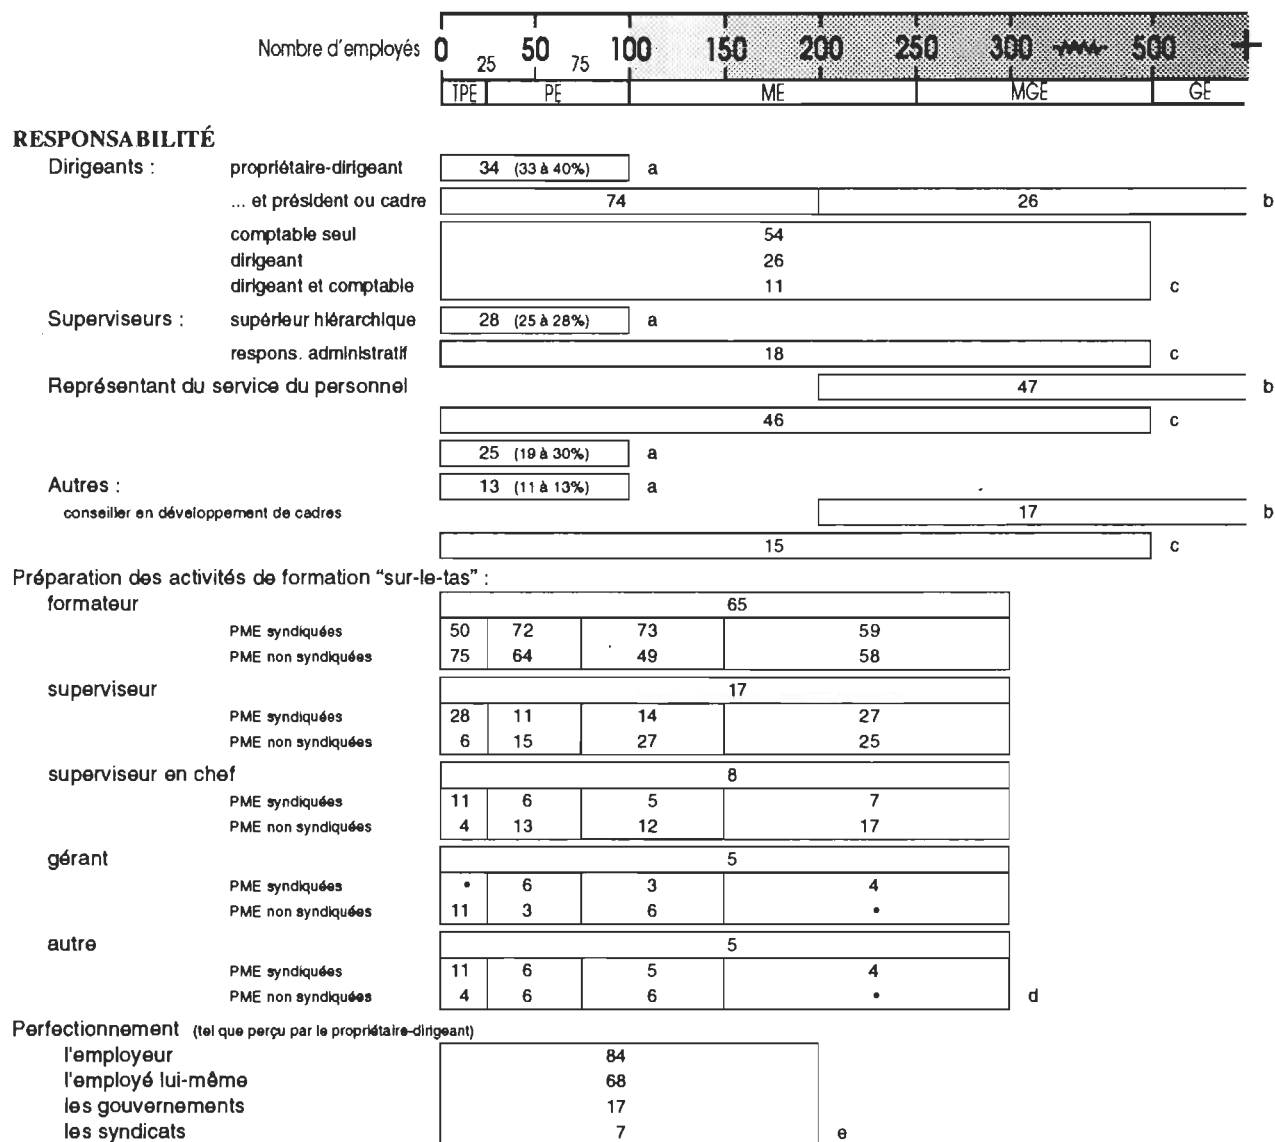 Nombre d'employés 0 50 100 150 200 250 300 500 +
25 75
TPE PE ME MGE GE
RESPONSABILITÉ
Dirigeants : propriétaire-dirigeant 34 (33 à 40%) a
... et président ou cadre 74 26 b
comptable seul 54
dirigeant 26
dirigeant et comptable 11 c
Superviseurs : supérieur hiérarchique 28 (25 à 28%) a
respons. administratif 18 c
Représentant du service du personnel 47 b
46 c
25 (19 à 30%) a
Autres : 13 (11 à 13%) a
conseiller en développement de cadres 17 b
15 c
Préparation des activités de formation "sur-le-tas" :
formateur 65
PME syndiquées 50 72 73 59
PME non syndiquées 75 64 49 58
superviseur 17
PME syndiquées 28 11 14 27
PME non syndiquées 6 15 27 25
superviseur en chef 8
PME syndiquées 11 6 5 7
PME non syndiquées 4 13 12 17
gérant 5
PME syndiquées • 6 3 4
PME non syndiquées 11 3 6 •
autre 5
PME syndiquées 11 6 5 4
PME non syndiquées 4 6 6 • d
Perfectionnement (tel que perçu par le propriétaire-dirigeant)
l'employeur 84
l'employé lui-même 68
les gouvernements 17
les syndicats 7 e